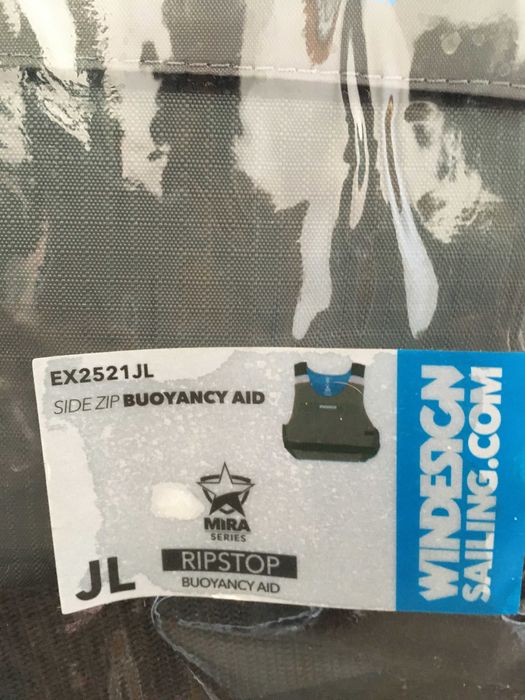 EX2521JL
SIDE ZIP BUOYANCY AID
MIRA
SERIES
RIPSTOP
BUOYANCY AID
JL
WINDESIGN
SAILING.COM